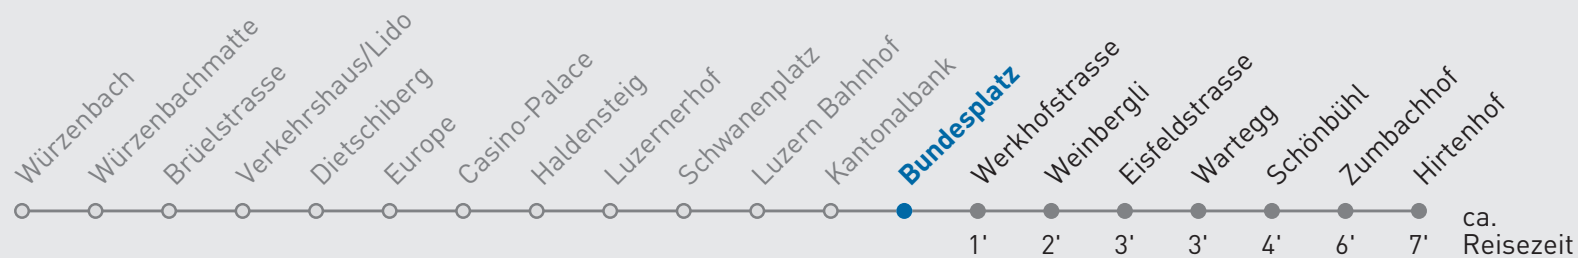 Würzenbach
Würzenbachmatte
Brüelstrasse
Verkehrshaus/Lido
Dietschiberg
Europe
Casino-Palace
Haldensteig
Luzernerhof
Schwanenplatz
Luzern Bahnhof
Kantonalbank
Bundesplatz
Werkhofstrasse
Weinbergli
Eisfeldstrasse
Wartegg
Schönbühl
Zumbachhof
Hirtenhof
1' 2' 3' 3' 4' 6' 7'
ca.
Reisezeit